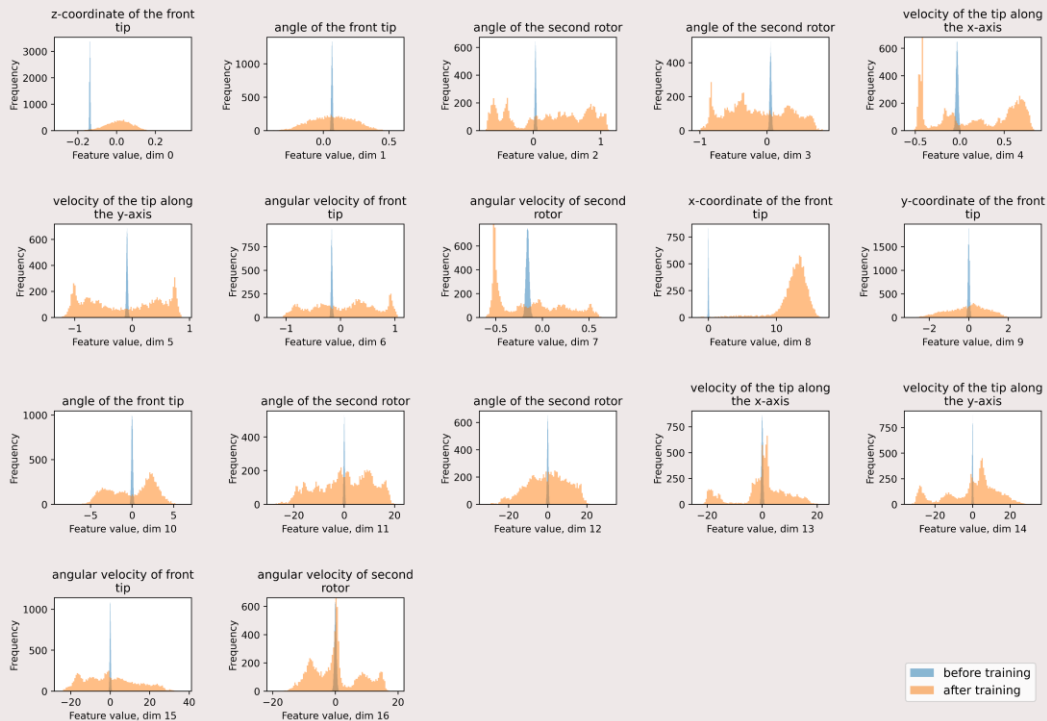 z-coordinate of the front
tip
Frequency
3000
2000
1000
0
−0.2
0.0
0.2
Feature value, dim 0
angle of the front tip
Frequency
1000
500
0
0.0
0.5
Feature value, dim 1
angle of the second rotor
Frequency
600
400
200
0
0
1
Feature value, dim 2
angle of the second rotor
Frequency
400
200
0
−1
0
Feature value, dim 3
velocity of the tip along
the x-axis
Frequency
600
400
200
0
−0.5
0.0
0.5
Feature value, dim 4
velocity of the tip along
the y-axis
Frequency
600
400
200
0
−1
0
1
Feature value, dim 5
angular velocity of front
tip
Frequency
750
500
250
0
−1
0
1
Feature value, dim 6
angular velocity of second
rotor
Frequency
600
400
200
0
−0.5
0.0
0.5
Feature value, dim 7
x-coordinate of the front
tip
Frequency
750
500
250
0
0
10
Feature value, dim 8
y-coordinate of the front
tip
Frequency
1500
1000
500
0
−2
0
2
Feature value, dim 9
angle of the front tip
Frequency
1000
500
0
−5
0
5
Feature value, dim 10
angle of the second rotor
Frequency
400
200
0
−20
0
20
Feature value, dim 11
angle of the second rotor
Frequency
600
400
200
0
−20
0
20
Feature value, dim 12
velocity of the tip along
the x-axis
Frequency
750
500
250
0
−20
0
20
Feature value, dim 13
velocity of the tip along
the y-axis
Frequency
750
500
250
0
−20
0
20
Feature value, dim 14
angular velocity of front
tip
Frequency
1000
500
0
−20
0
20
40
Feature value, dim 15
angular velocity of second
rotor
Frequency
600
400
200
0
−20
0
20
Feature value, dim 16
before training
after training